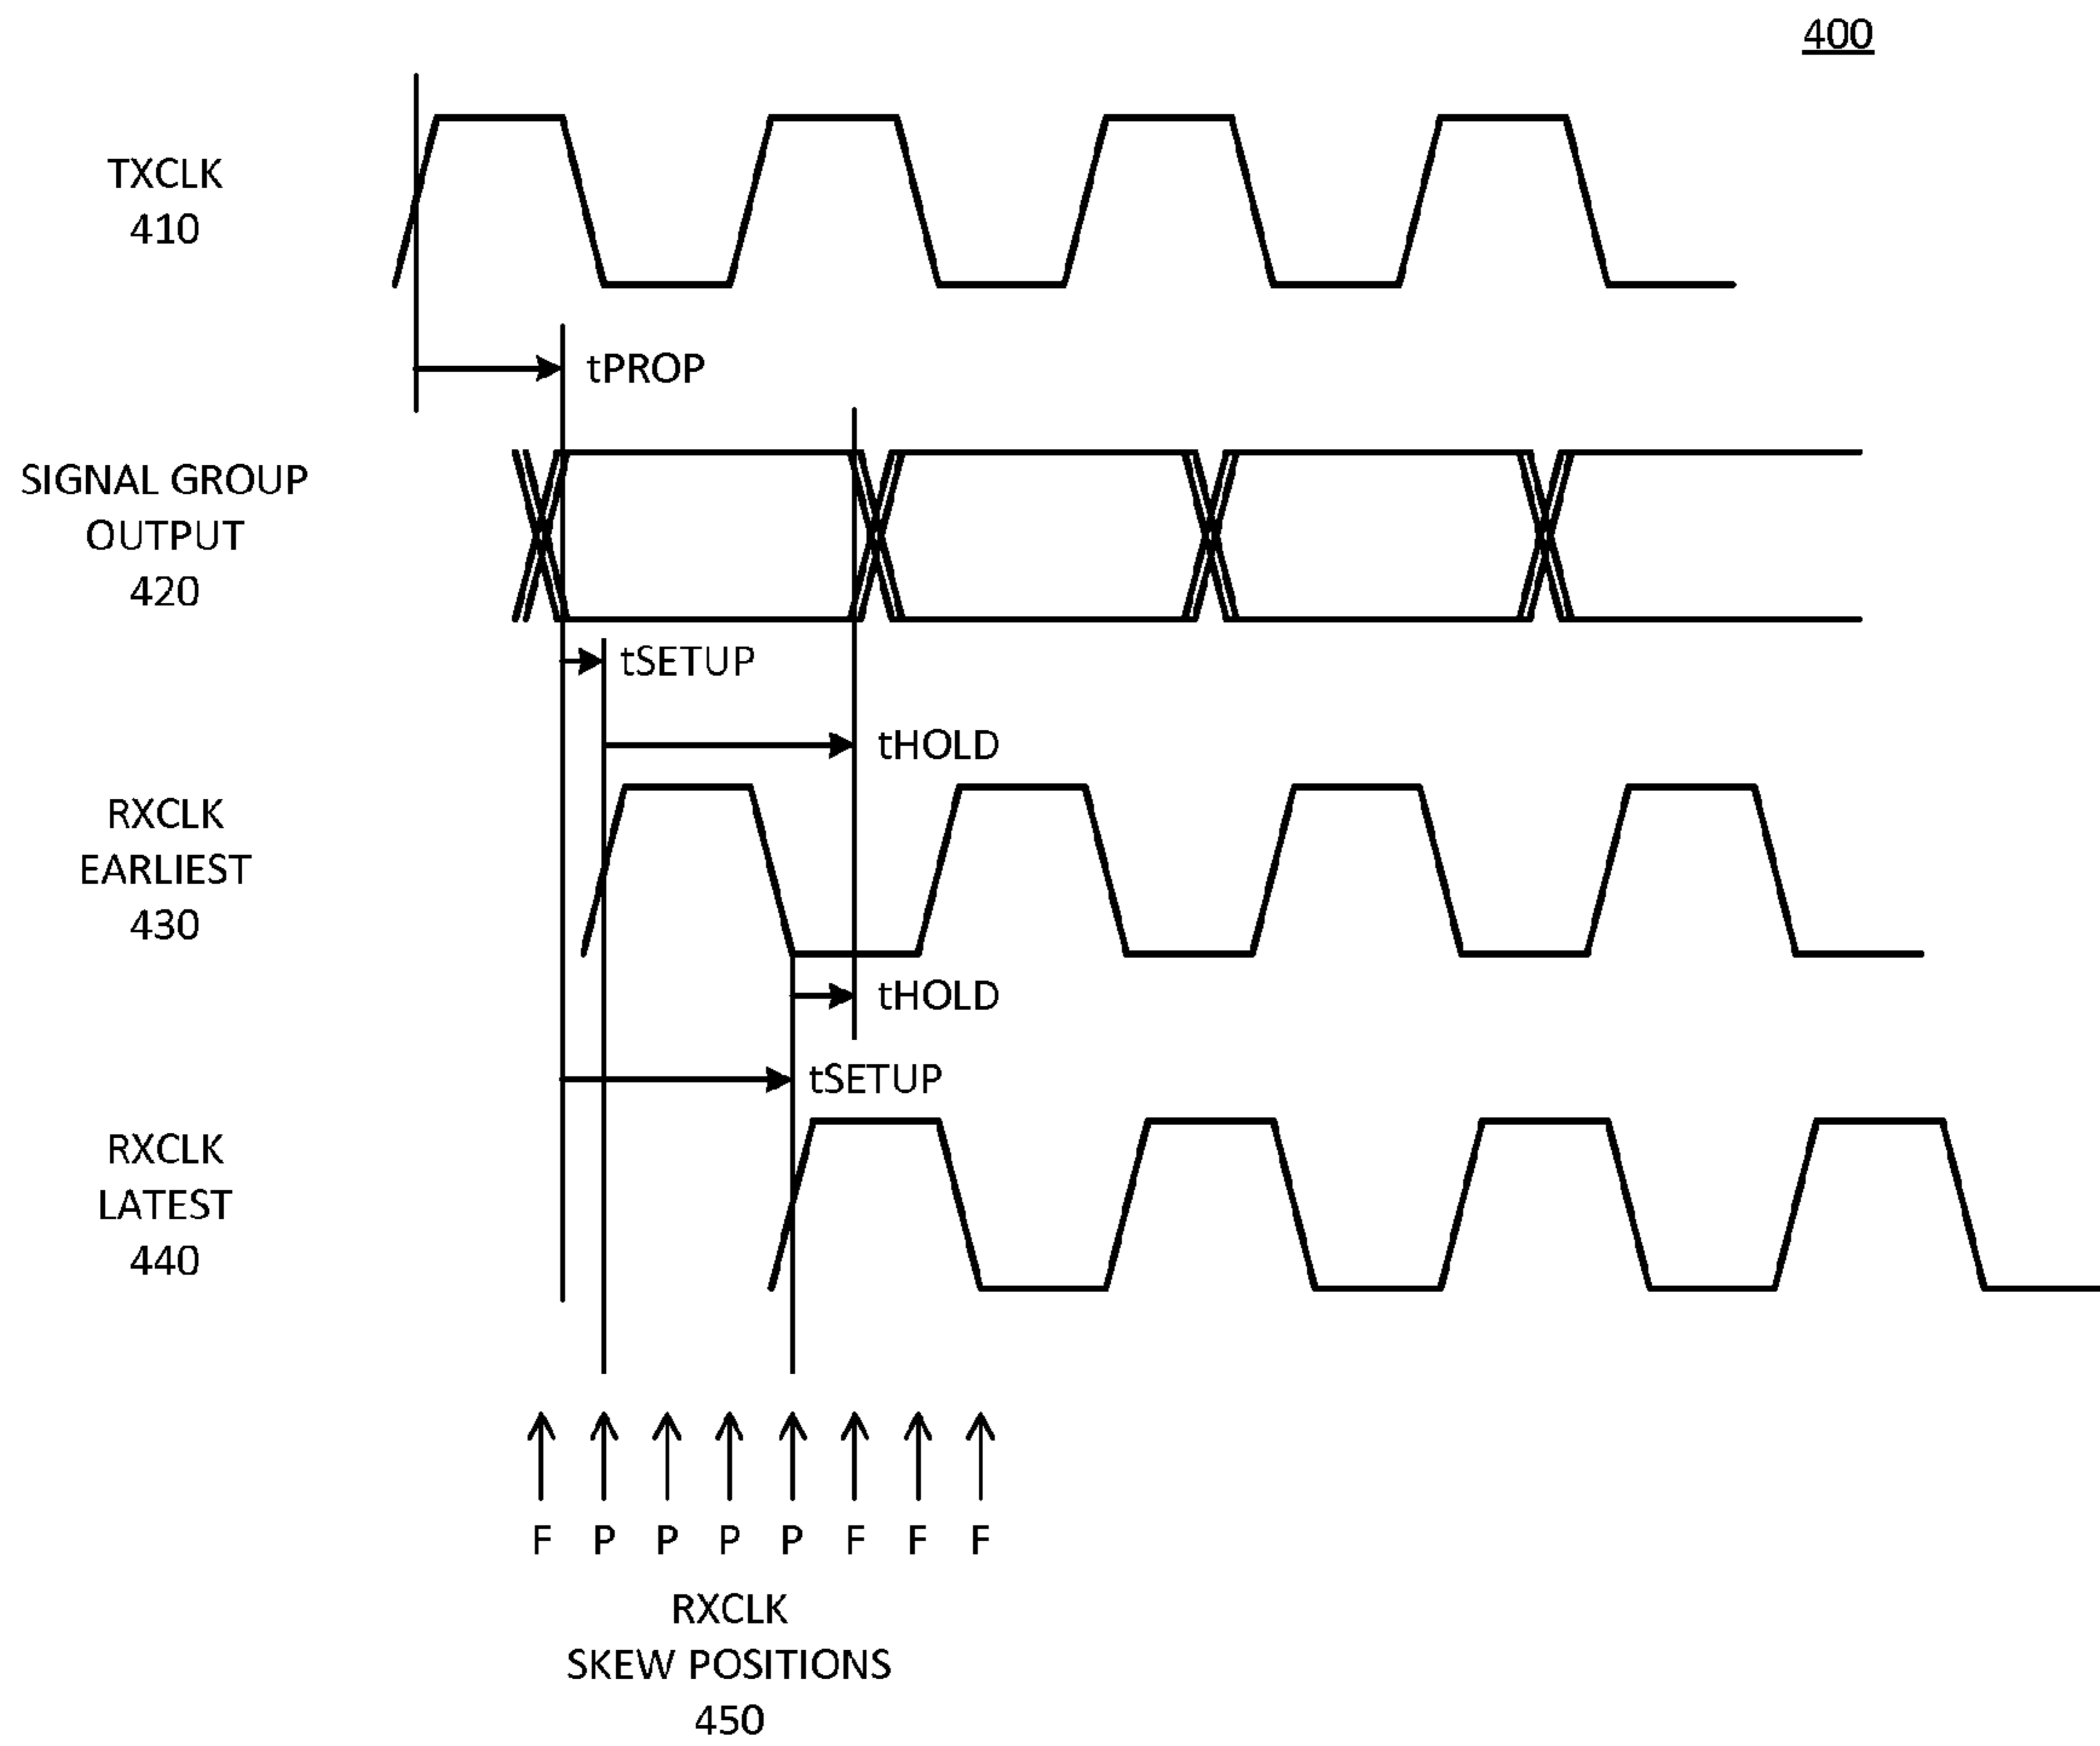 400
TXCLK
410
tPROP
SIGNAL GROUP
OUTPUT
420
tSETUP
tHOLD
RXCLK
EARLIEST
430
tHOLD
tSETUP
RXCLK
LATEST
440
F P P P P F F F
RXCLK
SKEW POSITIONS
450